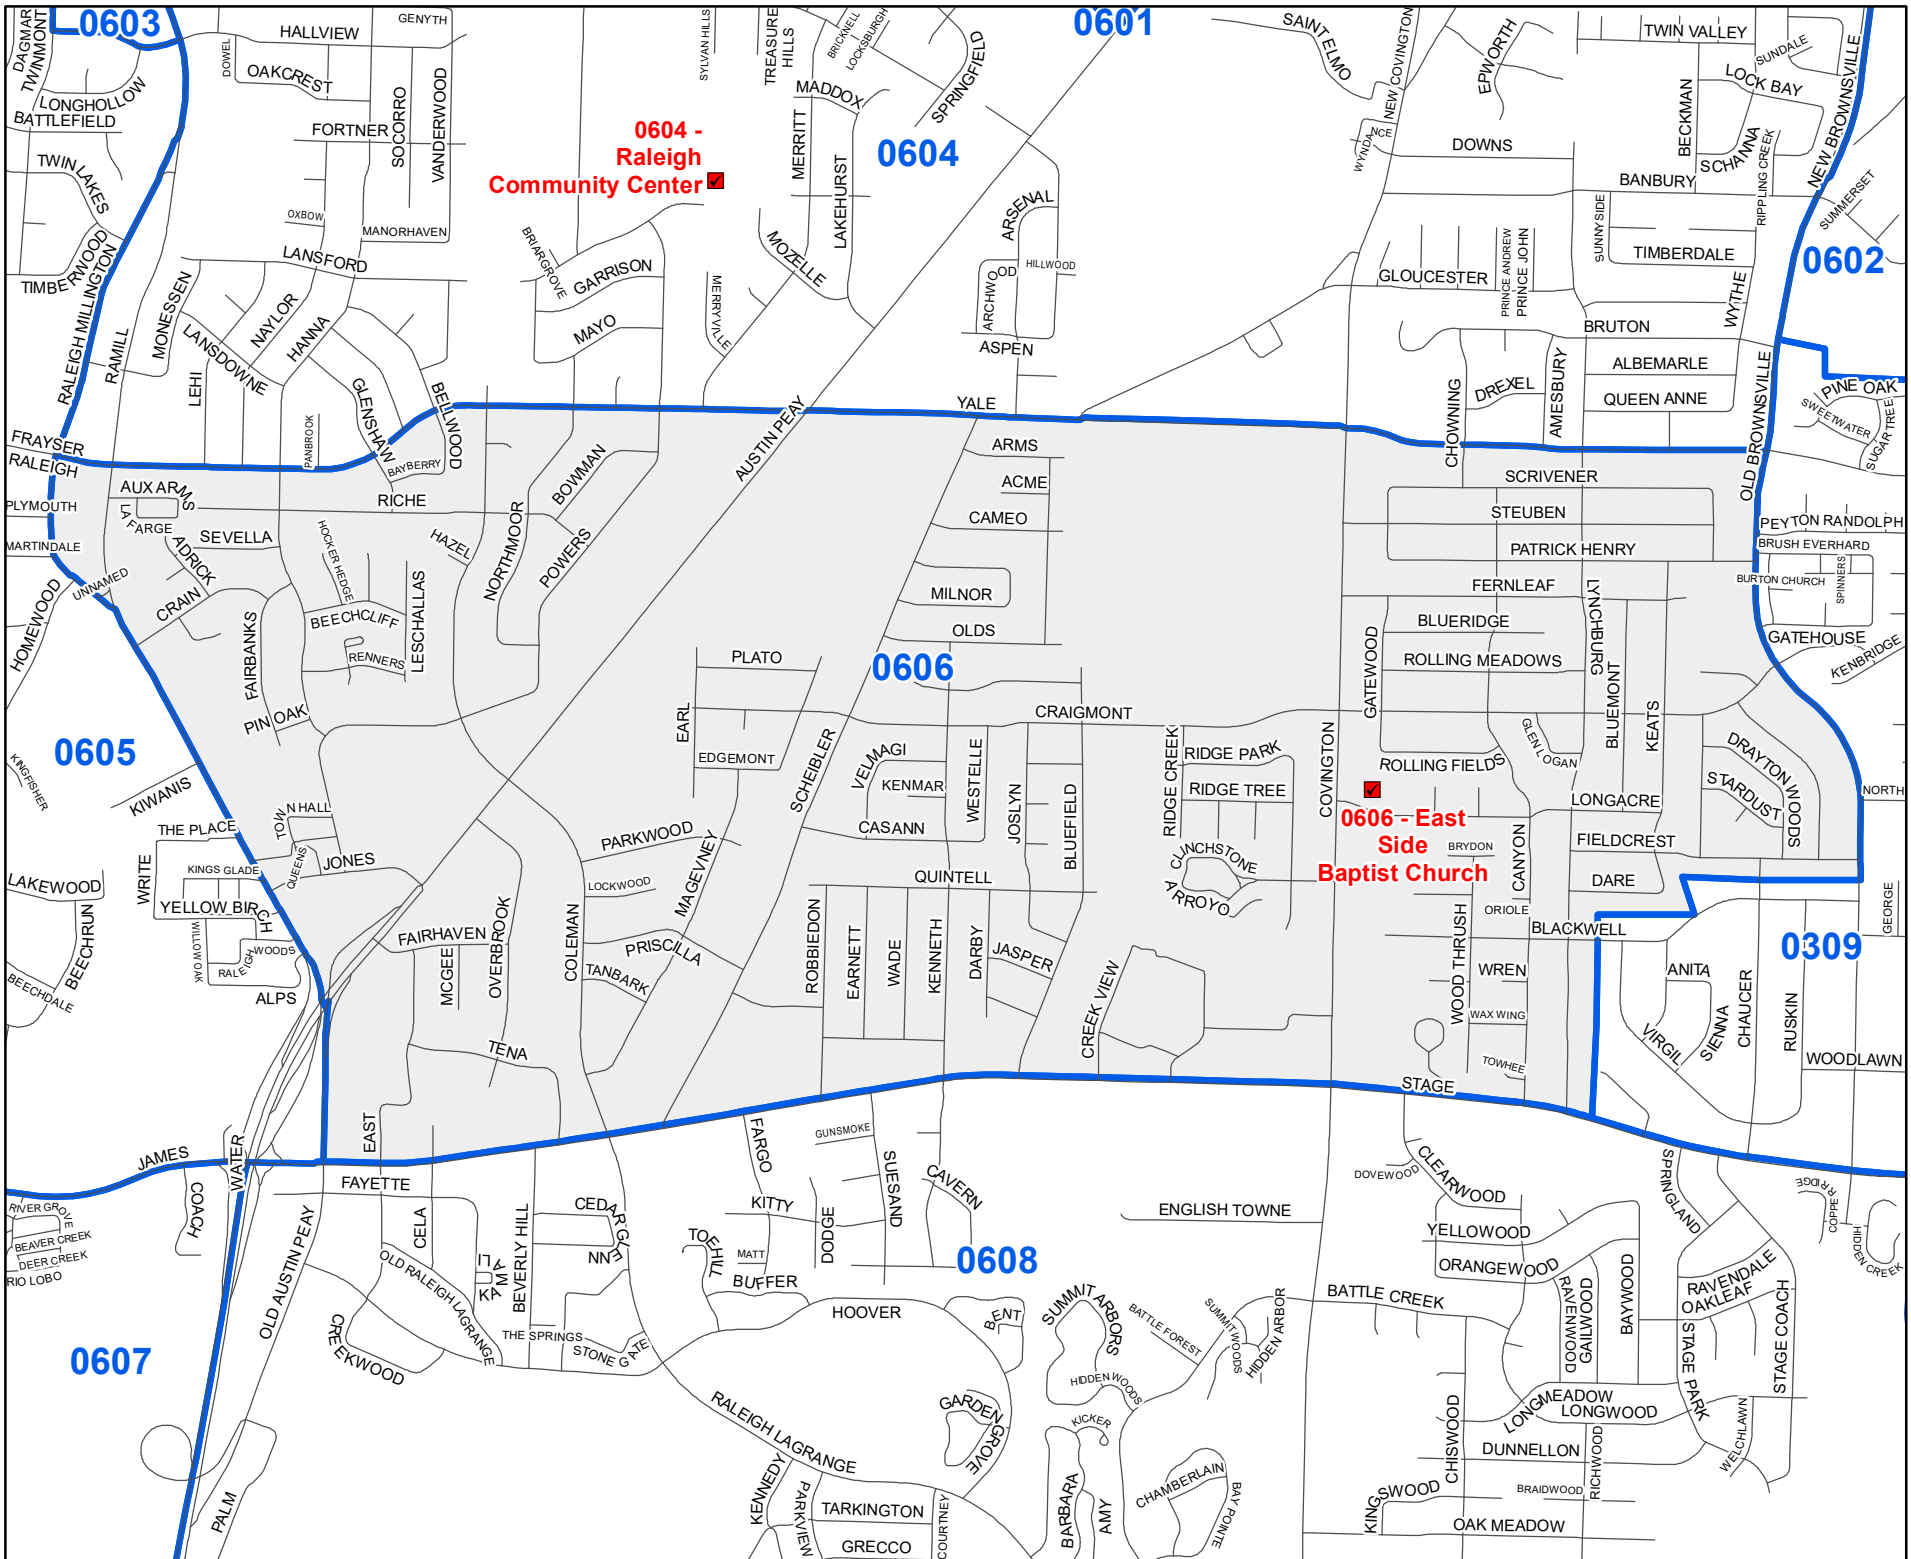 0603
0601
DAGMAR
TWINMONT
HALLVIEW
GENYTH
DOWEL
OAKCREST
LONGHOLLOW
BATTLEFIELD
FORTNER
SOCORRO
VANDERWOOD
SYLVAN HILLS
TREASURE
HILLS
BRICKNELL
LOCKSBURGH
SPRINGFIELD
MADDOX
MERRITT
LAKEHURST
SAINT ELMO
NEW COVINGTON
EPWORTH
TWIN VALLEY
SUNDALE
LOCK BAY
BECKMAN
SCHANNA
RIPPLING CREEK
NEW BROWNSVILLE
SUMMERSET
0604 -
Raleigh
Community Center
0604
WYNDANCE
DOWNS
BANBURY
TWIN LAKES
OXBOW
MANORHAVEN
LANSFORD
TIMBERWOOD
RALEIGH MILLINGTON
RAMILL
MONESSEN
NAYLOR
HANNA
LANSDOWNE
LEHI
GLENSHAW
BELLWOOD
PANBROOK
BAYBERRY
BRIARGROVE
GARRISON
MAYO
MERRYVILLE
MOZELLE
ARSENAL
ARCHWOOD
HILLWOOD
ASPEN
GLOUCESTER
PRINCE ANDREW
PRINCE JOHN
SUNNYSIDE
TIMBERDALE
WYTHE
0602
BRUTON
ALBEMARLE
DREXEL
AMESBURY
QUEEN ANNE
CHOWNING
OLD BROWNSVILLE
PINE OAK
SWEETWATER
SUGAR TREE
YALE
AUSTIN PEAY
FRAYSER
RALEIGH
PLYMOUTH
MARTINDALE
HOMEWOOD
UNNAMED
AUX ARMS
LA FARGE
RICHE
SEVELLA
ADRICK
CRAIN
HOCKER HEDGE
HAZEL
NORTHMOOR
BOWMAN
POWERS
BEECHCLIFF
LESCHALLAS
RENNERS
FAIRBANKS
PIN OAK
ARMS
ACME
CAMEO
MILNOR
OLDS
SCRIVENER
STEUBEN
PATRICK HENRY
FERNLEAF
BLUERIDGE
ROLLING MEADOWS
GATEWOOD
LYNCHBURG
BLUEMONT
KEATS
PEYTON RANDOLPH
BRUSH EVERHARD
BURTON CHURCH
SPINNERS
GATEHOUSE
KENBRIDGE
0606
PLATO
EARL
EDGEMONT
SCHEIBLER
CRAIGMONT
VELMAGI
KENMAR
WESTELLE
CASANN
JOSLYN
BLUEFIELD
RIDGE CREEK
RIDGE PARK
RIDGE TREE
CLINCHSTONE
ARROYO
COVINGTON
ROLLING FIELDS
GLEN LOGAN
LONGACRE
FIELDCREST
DARE
DRAYTON WOODS
STARDUST
NORTH
0606 - East
Side
Baptist Church
BRYDON
CANYON
ORIOLE
BLACKWELL
WOOD THRUSH
WREN
WAX WING
TOWHEE
0605
KINGFISHER
KIWANIS
THE PLACE
TOWN HALL
WRITE
KINGS GLADE
QUEENS
JONES
LAKEWOOD
YELLOW BIRCH
WILLOW OAK
RALEIGH WOODS
BEECHRUN
BEECHDALE
ALPS
PARKWOOD
LOCKWOOD
MAGEVNEY
PRISCILLA
TANBARK
COLEMAN
FAIRHAVEN
MCGEE
OVERBROOK
TENA
EAST
QUINTELL
ROBBIEDON
EARNETT
WADE
KENNETH
DARBY
JASPER
CREEK VIEW
STAGE
0309
GEORGE
ANITA
VIRGIL
SIENNA
CHAUCER
RUSKIN
WOODLAWN
JAMES
WATER
COACH
FAYETTE
CELA
RIVER GROVE
BEAVER CREEK
DEER CREEK
RIO LOBO
0607
OLD AUSTIN PEAY
OLD RALEIGH LAGRANGE
CREEKWOOD
KAMALI
BEVERLY HILL
CEDAR GLENN
THE SPRINGS
STONE GATE
PALM
FARGO
GUNSMOKE
SUESAND
CAVERN
KITTY
DODGE
MATT
TOEHILL
BUFFER
HOOVER
0608
BENT
SUMMIT ARBORS
BATTLE FOREST
SUMMIT WOODS
HIDDEN ARBOR
HIDDEN WOODS
KICKER
GARDEN GROVE
RALEIGH LAGRANGE
KENNEDY
PARKVIEW
TARKINGTON
GRECCO
COURTNEY
BARBARA
AMY
CHAMBERLAIN
BAY POINTE
ENGLISH TOWNE
BATTLE CREEK
DOVEWOOD
CLEARWOOD
YELLOWOOD
ORANGEWOOD
RAVENWOOD
GAILWOOD
BAYWOOD
SPRINGLAND
RAVENDALE
OAKLEAF
STAGE PARK
STAGE COACH
COPPER RIDGE
HIDDEN CREEK
LONGMEADOW
LONGWOOD
DUNNELLON
CHISWOOD
RICHWOOD
WELCHLAWN
KINGSWOOD
BRAIDWOOD
OAK MEADOW